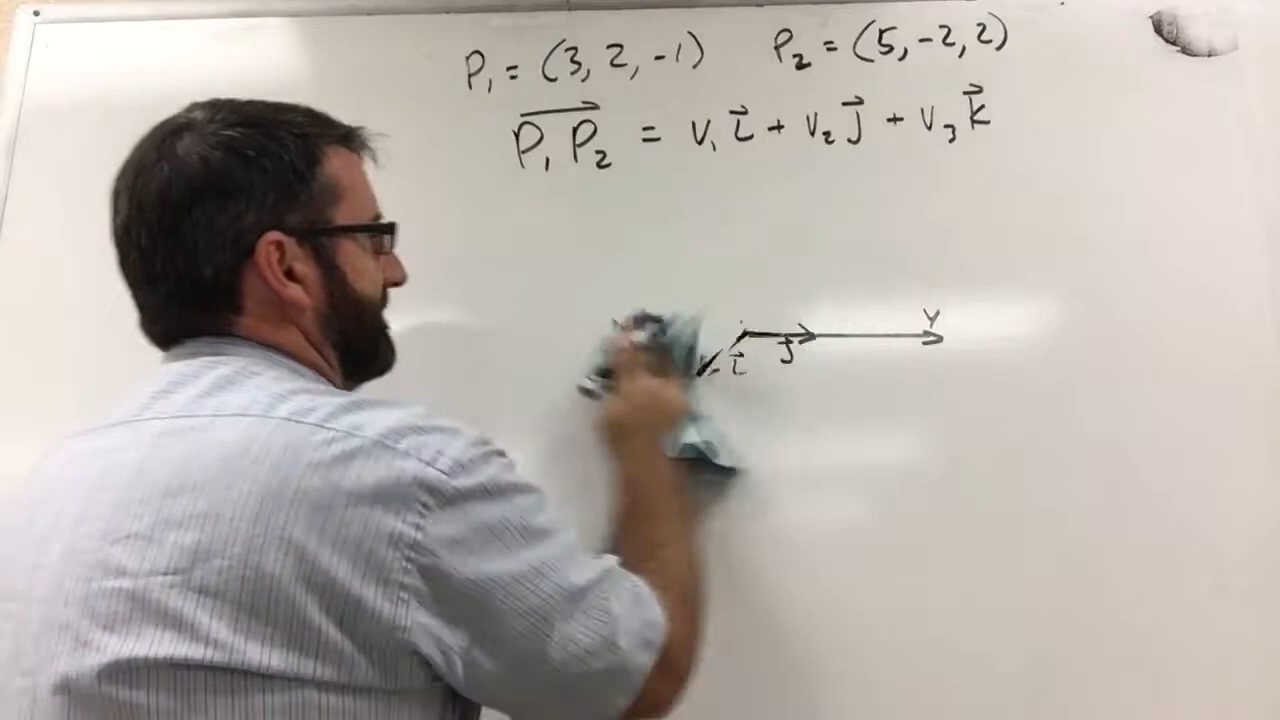 P₁ = (3, 2, -1) P₂ = (5, -2, 2)
P₁P₂→ = v₁ i→ + v₂ j→ + v₃ k→
y
j→
i→